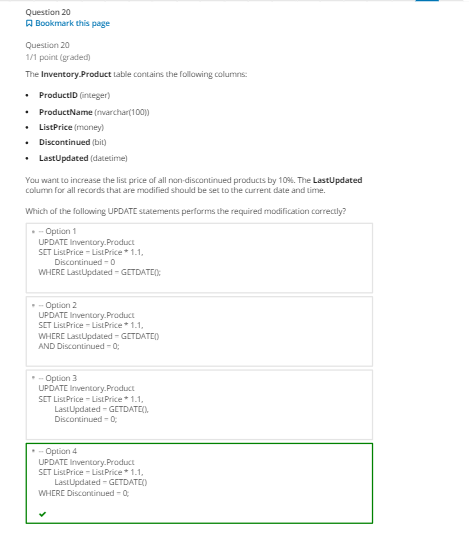 Question 20
Bookmark this page
Question 20
1/1 point (graded)
The Inventory.Product table contains the following columns:
• ProductID (integer)
• ProductName (nvarchar(100))
• ListPrice (money)
• Discontinued (bit)
• LastUpdated (datetime)
You want to increase the list price of all non-discontinued products by 10%. The LastUpdated
column for all records that are modified should be set to the current date and time.
Which of the following UPDATE statements performs the required modification correctly?
-- Option 1
UPDATE Inventory.Product
SET ListPrice = ListPrice * 1.1,
Discontinued = 0
WHERE LastUpdated = GETDATE();
-- Option 2
UPDATE Inventory.Product
SET ListPrice = ListPrice * 1.1,
WHERE LastUpdated = GETDATE()
AND Discontinued = 0;
-- Option 3
UPDATE Inventory.Product
SET ListPrice = ListPrice * 1.1,
LastUpdated = GETDATE(),
Discontinued = 0;
-- Option 4
UPDATE Inventory.Product
SET ListPrice = ListPrice * 1.1,
LastUpdated = GETDATE()
WHERE Discontinued = 0;